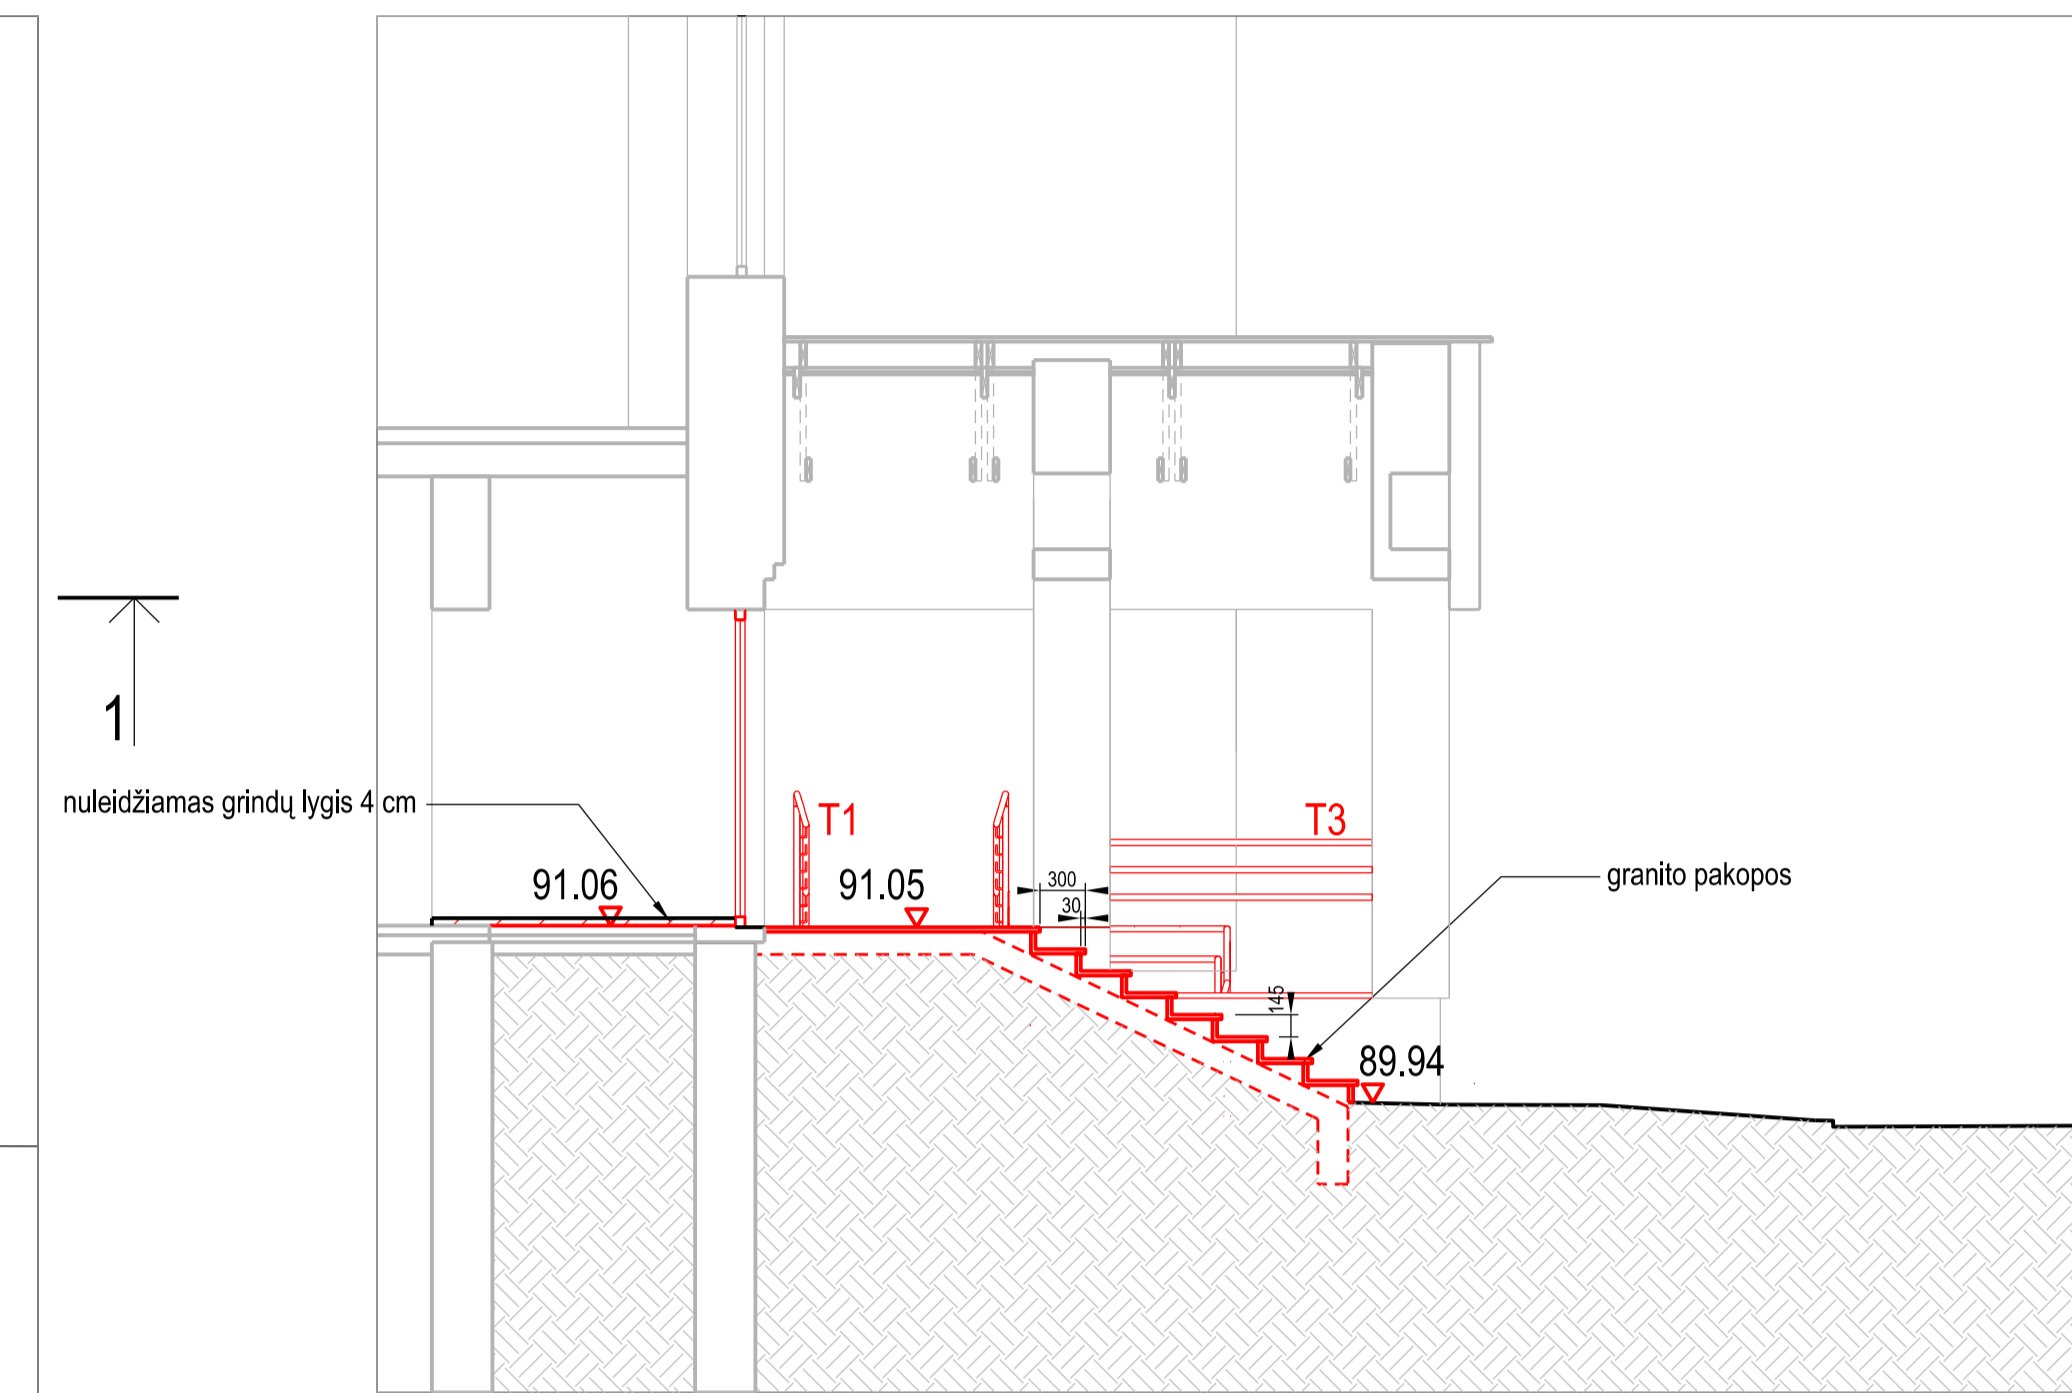 1
nuleidžiamas grindų lygis 4 cm
T1
T3
91.06
91.05
300
30
granito pakopos
145
89.94